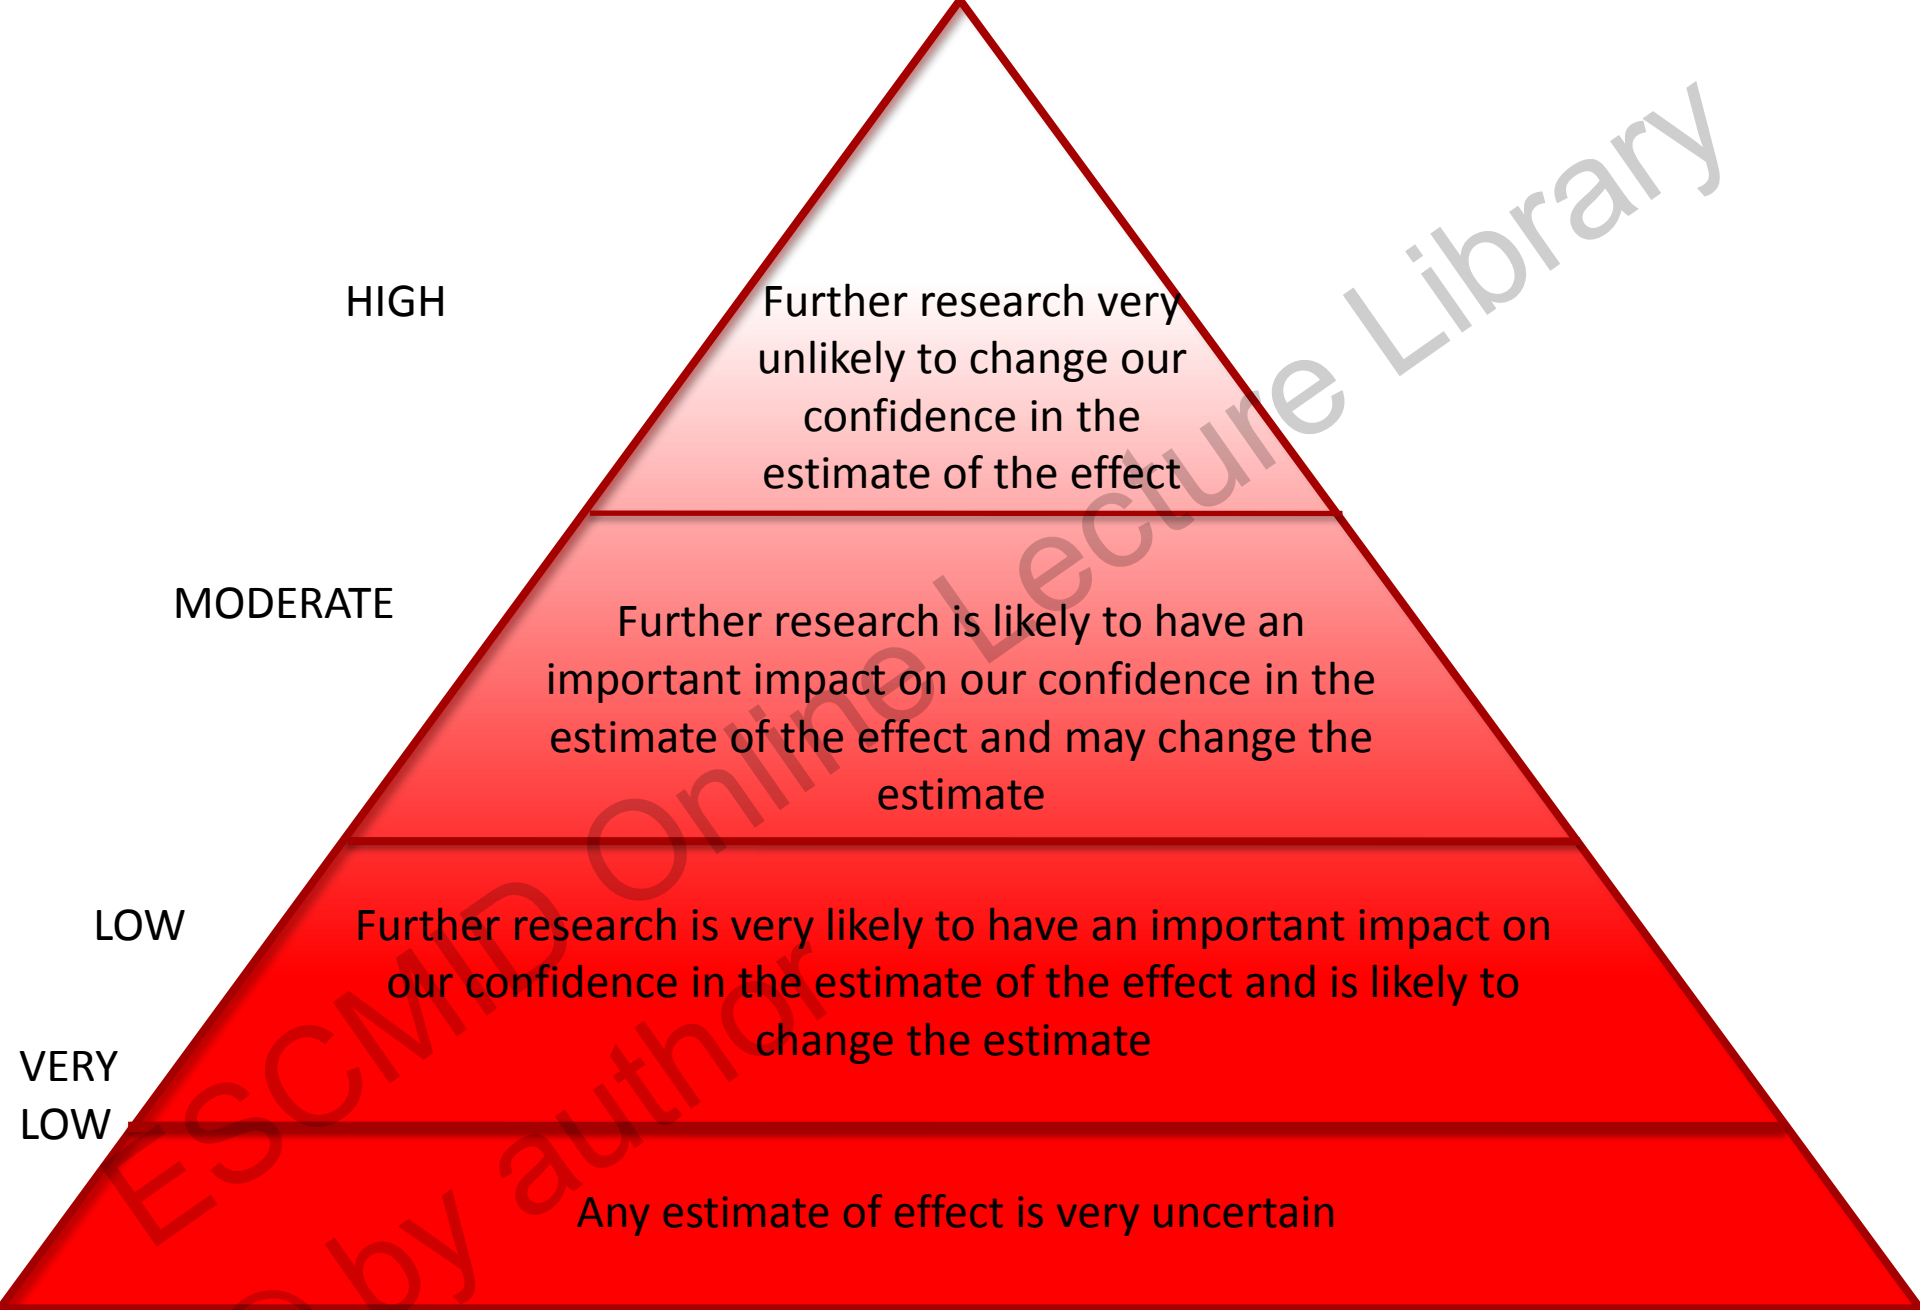 HIGH
Further research very
unlikely to change our
confidence in the
estimate of the effect
MODERATE
Further research is likely to have an
important impact on our confidence in the
estimate of the effect and may change the
estimate
LOW
Further research is very likely to have an important impact on
our confidence in the estimate of the effect and is likely to
change the estimate
VERY
LOW
Any estimate of effect is very uncertain
ESCMID Online Lecture Library
© by author